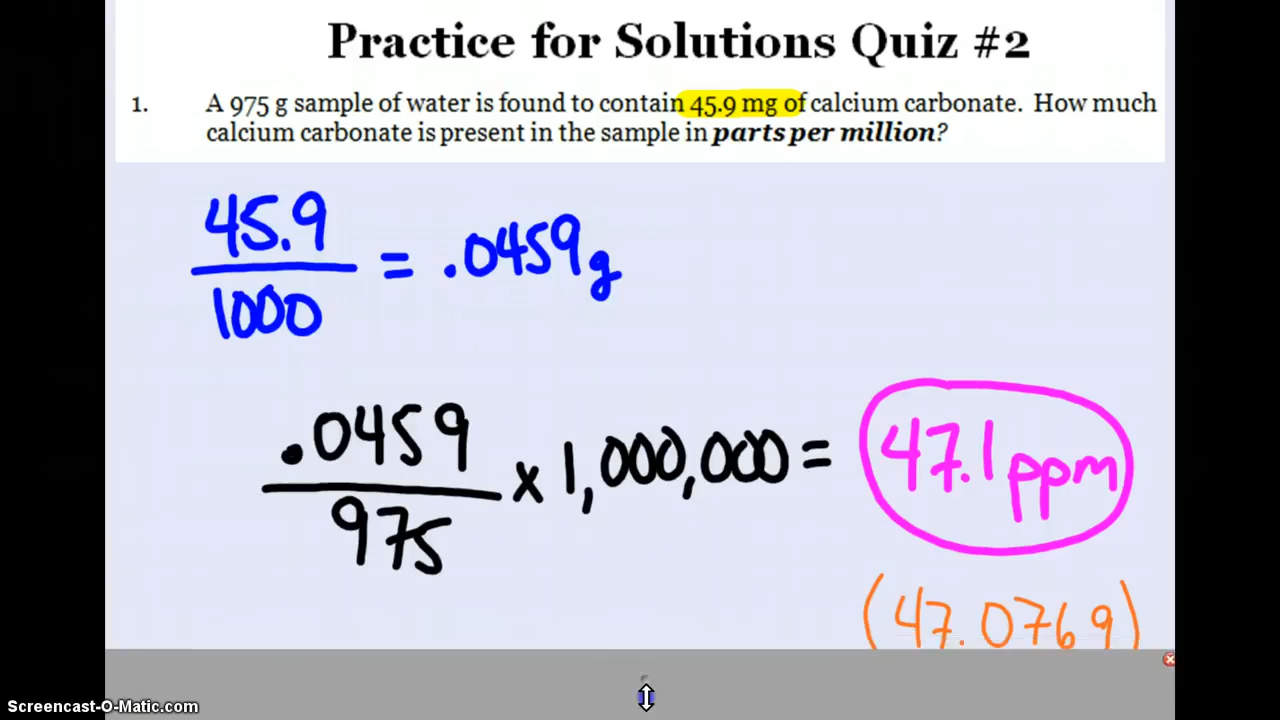 Practice for Solutions Quiz #2
1. A 975 g sample of water is found to contain 45.9 mg of calcium carbonate. How much
calcium carbonate is present in the sample in parts per million?
45.9
1000
= .0459g
.0459
975
x 1,000,000 =
47.1 ppm
(47.0769)
Screencast-O-Matic.com